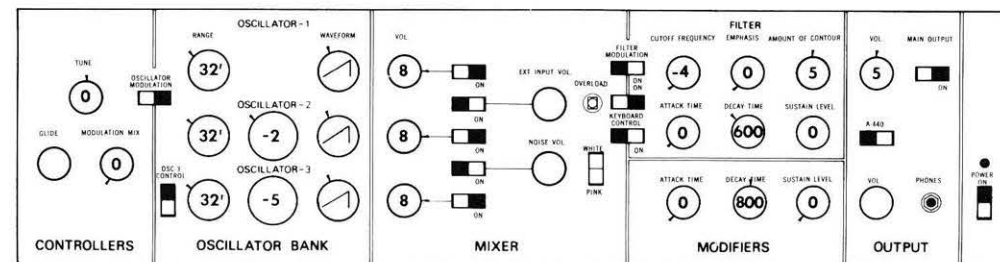 TUNE
0
OSCILLATOR
MODULATION
GLIDE
MODULATION MIX
0
CONTROLLERS
OSCILLATOR-1
RANGE
WAVEFORM
32'
OSCILLATOR-2
32'
-2
OSCILLATOR-3
OSC 3
CONTROL
32'
-5
OSCILLATOR BANK
VOL
8
ON
EXT INPUT VOL.
OVERLOAD
ON
8
ON
NOISE VOL
WHITE
ON
PINK
8
ON
MIXER
FILTER
FILTER
MODULATION
ON
ON
KEYBOARD
CONTROL
ON
CUTOFF FREQUENCY
EMPHASIS
AMOUNT OF CONTOUR
-4
0
5
ATTACK TIME
DECAY TIME
SUSTAIN LEVEL
0
600
0
ATTACK TIME
DECAY TIME
SUSTAIN LEVEL
0
800
0
MODIFIERS
VOL
MAIN OUTPUT
5
ON
A-440
VOL
PHONES
OUTPUT
POWER
ON